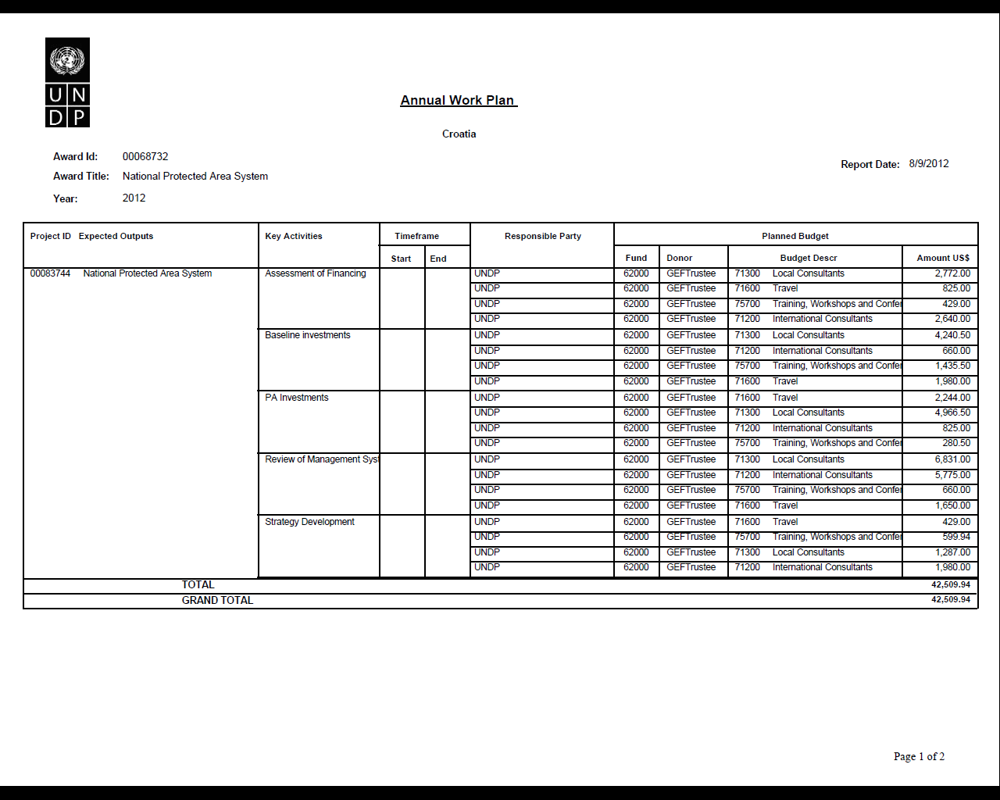 UN
DP
Annual Work Plan
Croatia
Award Id: 00068732
Report Date: 8/9/2012
Award Title: National Protected Area System
Year: 2012
Project ID Expected Outputs Key Activities Timeframe Responsible Party Planned Budget
Start End Fund Donor Budget Descr Amount US$
00083744 National Protected Area System Assessment of Financing UNDP 62000 GEFTrustee 71300 Local Consultants 2,772.00
UNDP 62000 GEFTrustee 71600 Travel 825.00
UNDP 62000 GEFTrustee 75700 Training, Workshops and Confer 429.00
UNDP 62000 GEFTrustee 71200 International Consultants 2,640.00
Baseline investments UNDP 62000 GEFTrustee 71300 Local Consultants 4,240.50
UNDP 62000 GEFTrustee 71200 International Consultants 660.00
UNDP 62000 GEFTrustee 75700 Training, Workshops and Confer 1,435.50
UNDP 62000 GEFTrustee 71600 Travel 1,980.00
PA Investments UNDP 62000 GEFTrustee 71600 Travel 2,244.00
UNDP 62000 GEFTrustee 71300 Local Consultants 4,966.50
UNDP 62000 GEFTrustee 71200 International Consultants 825.00
UNDP 62000 GEFTrustee 75700 Training, Workshops and Confer 280.50
Review of Management Syst UNDP 62000 GEFTrustee 71300 Local Consultants 6,831.00
UNDP 62000 GEFTrustee 71200 International Consultants 5,775.00
UNDP 62000 GEFTrustee 75700 Training, Workshops and Confer 660.00
UNDP 62000 GEFTrustee 71600 Travel 1,650.00
Strategy Development UNDP 62000 GEFTrustee 71600 Travel 429.00
UNDP 62000 GEFTrustee 75700 Training, Workshops and Confer 599.94
UNDP 62000 GEFTrustee 71300 Local Consultants 1,287.00
UNDP 62000 GEFTrustee 71200 International Consultants 1,980.00
TOTAL 42,509.94
GRAND TOTAL 42,509.94
Page 1 of 2